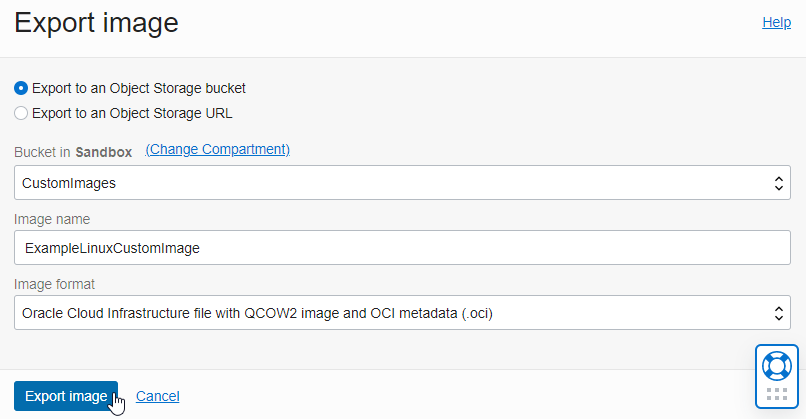 Export image
Help
Export to an Object Storage bucket
Export to an Object Storage URL
Bucket in Sandbox (Change Compartment)
CustomImages
Image name
ExampleLinuxCustomImage
Image format
Oracle Cloud Infrastructure file with QCOW2 image and OCI metadata (.oci)
Export image Cancel